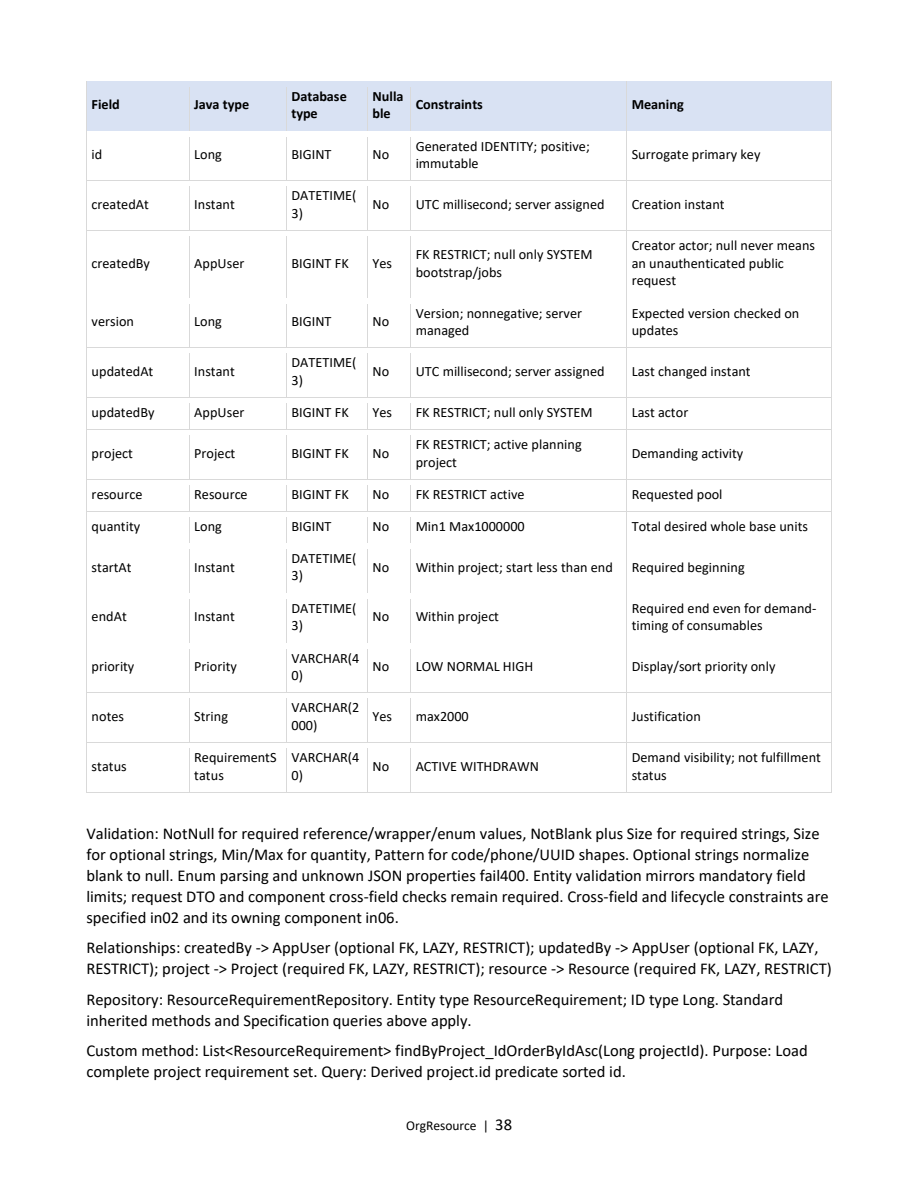 Field Java type Database type Nulla ble Constraints Meaning
id Long BIGINT No Generated IDENTITY; positive; immutable Surrogate primary key
createdAt Instant DATETIME( 3) No UTC millisecond; server assigned Creation instant
createdBy AppUser BIGINT FK Yes FK RESTRICT; null only SYSTEM bootstrap/jobs Creator actor; null never means an unauthenticated public request
version Long BIGINT No Version; nonnegative; server managed Expected version checked on updates
updatedAt Instant DATETIME( 3) No UTC millisecond; server assigned Last changed instant
updatedBy AppUser BIGINT FK Yes FK RESTRICT; null only SYSTEM Last actor
project Project BIGINT FK No FK RESTRICT; active planning project Demanding activity
resource Resource BIGINT FK No FK RESTRICT active Requested pool
quantity Long BIGINT No Min1 Max1000000 Total desired whole base units
startAt Instant DATETIME( 3) No Within project; start less than end Required beginning
endAt Instant DATETIME( 3) No Within project Required end even for demand-timing of consumables
priority Priority VARCHAR(4 0) No LOW NORMAL HIGH Display/sort priority only
notes String VARCHAR(2 000) Yes max2000 Justification
status RequirementS tatus VARCHAR(4 0) No ACTIVE WITHDRAWN Demand visibility; not fulfillment status
Validation: NotNull for required reference/wrapper/enum values, NotBlank plus Size for required strings, Size
for optional strings, Min/Max for quantity, Pattern for code/phone/UUID shapes. Optional strings normalize
blank to null. Enum parsing and unknown JSON properties fail400. Entity validation mirrors mandatory field
limits; request DTO and component cross-field checks remain required. Cross-field and lifecycle constraints are
specified in02 and its owning component in06.
Relationships: createdBy -> AppUser (optional FK, LAZY, RESTRICT); updatedBy -> AppUser (optional FK, LAZY,
RESTRICT); project -> Project (required FK, LAZY, RESTRICT); resource -> Resource (required FK, LAZY, RESTRICT)
Repository: ResourceRequirementRepository. Entity type ResourceRequirement; ID type Long. Standard
inherited methods and Specification queries above apply.
Custom method: List<ResourceRequirement> findByProject_IdOrderByIdAsc(Long projectId). Purpose: Load
complete project requirement set. Query: Derived project.id predicate sorted id.
OrgResource | 38